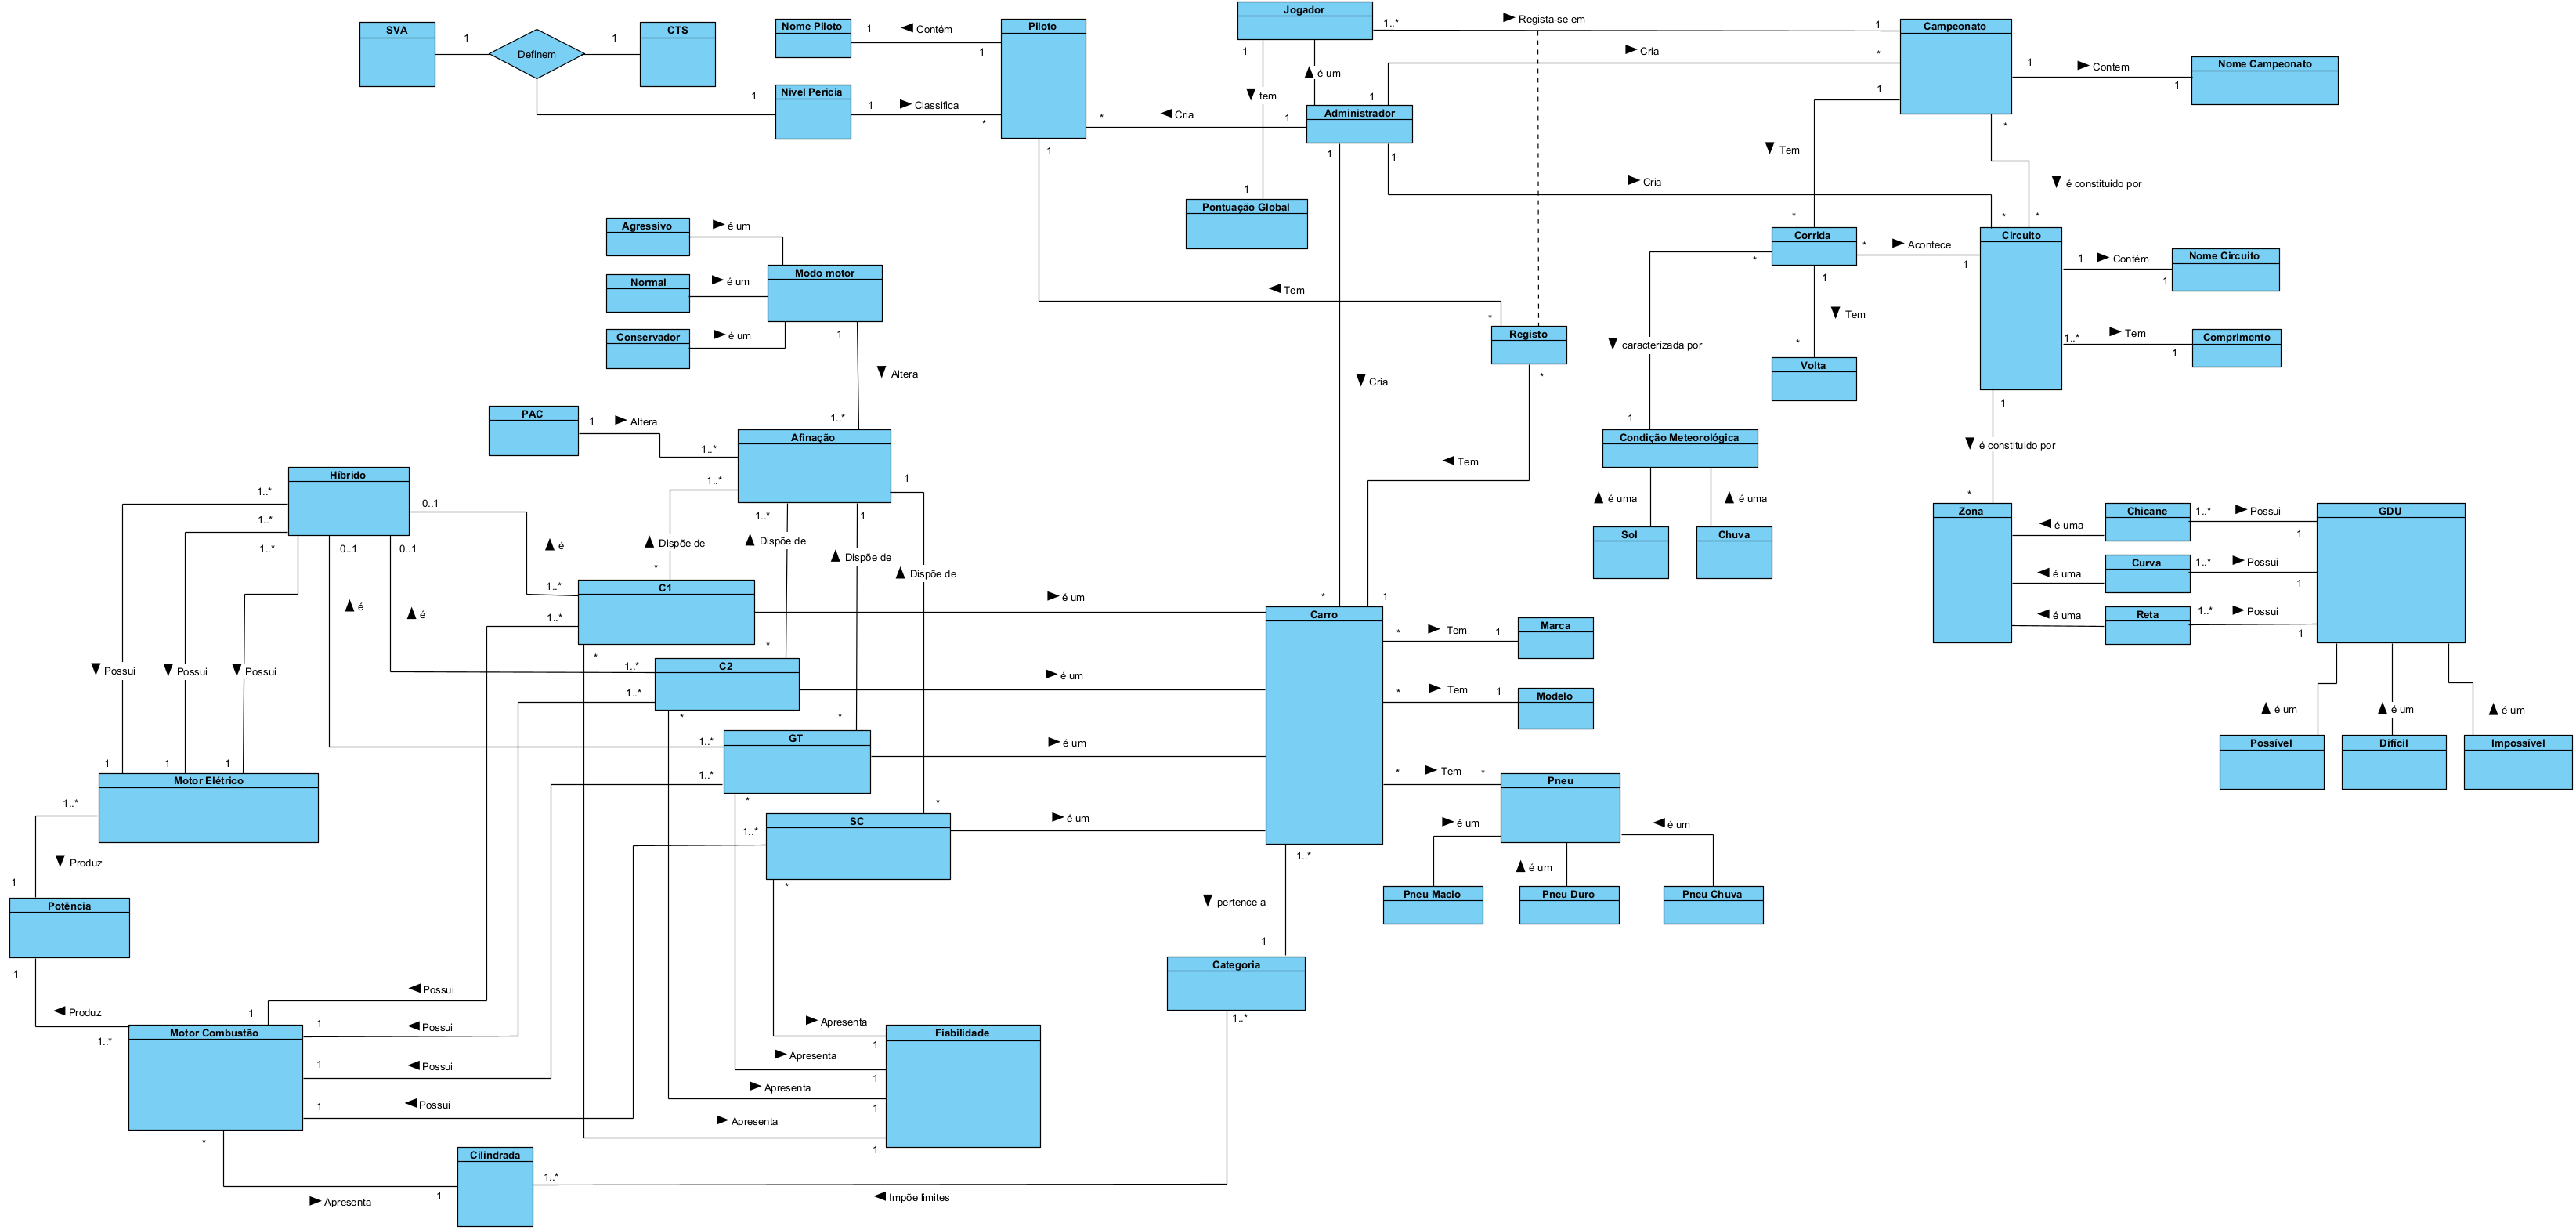 SVA
1
Definem
1
CTS
Nome Piloto
1
Contém
1
Piloto
Nivel Pericia
1
1
Classifica
*
Jogador
1..*
Regista-se em
1
Campeonato
1
tem
é um
Cria
*
1
Contem
1
Nome Campeonato
Administrador
1
1
Cria
*
1
1
1
1
Pontuação Global
1
Tem
*
Cria
*
*
*
é constituido por
Agressivo
é um
Normal
é um
Conservador
é um
Modo motor
1
Altera
1..*
Tem
*
Registo
*
Corrida
*
Acontece
1
Circuito
1
Contém
1
Nome Circuito
1..*
Tem
1
Comprimento
*
caracterizada por
1
1
Tem
*
Volta
Cria
PAC
1
Altera
1..*
Afinação
1..*
1..*
1
1
Tem
Condição Meteorológica
é uma
é uma
Sol
Chuva
1
é constituido por
*
Zona
é uma
Chicane
1..*
Possui
1
GDU
é uma
Curva
1..*
Possui
1
é uma
Reta
1..*
Possui
1
é um
é um
é um
Possível
Difícil
Impossível
Híbrido
1..*
1..*
1..*
0..1
0..1
0..1
é
é
é
Dispõe de
Dispõe de
Dispõe de
Dispõe de
*
*
*
*
C1
1..*
1..*
*
é um
C2
1..*
1..*
*
é um
GT
1..*
1..*
*
é um
SC
1..*
*
é um
*
1
Carro
*
Tem
1
Marca
*
Tem
1
Modelo
*
Tem
*
Pneu
é um
é um
é um
Pneu Macio
Pneu Duro
Pneu Chuva
Possui
Possui
Possui
1
1
1
Motor Elétrico
1..*
Produz
1
Potência
1
Produz
1..*
Motor Combustão
1
Possui
1
Possui
1
Possui
1
Possui
*
Apresenta
1
Cilindrada
1..*
Impõe limites
1..*
pertence a
1
Categoria
1..*
Apresenta
1
Apresenta
1
Apresenta
1
Apresenta
1
Fiabilidade